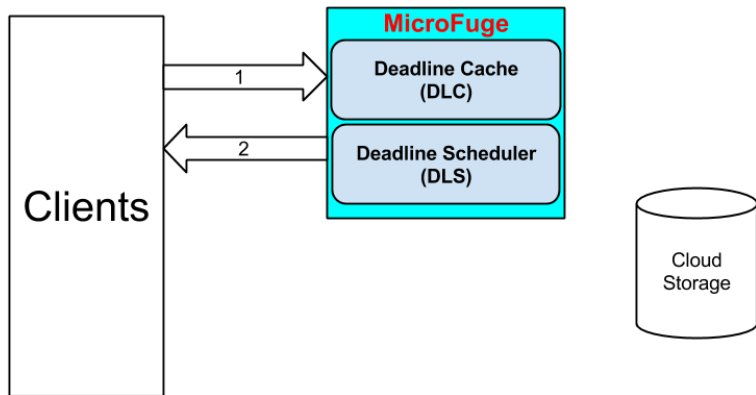 MicroFuge
1
Deadline Cache
(DLC)
2
Deadline Scheduler
(DLS)
Clients
Cloud
Storage